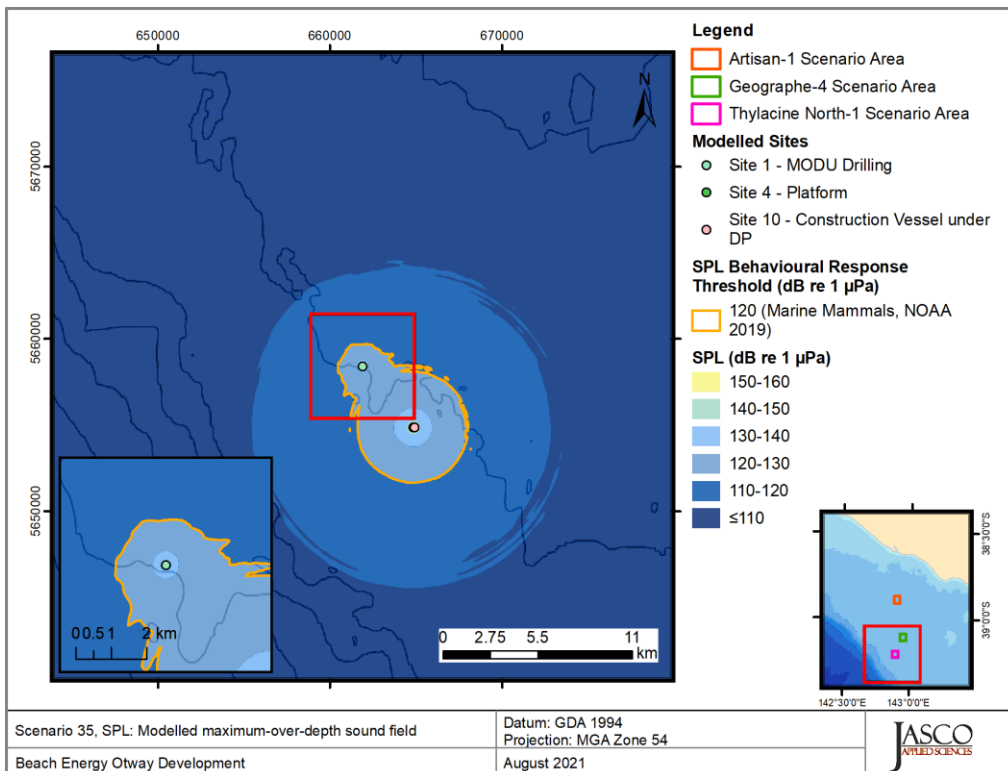 650000
660000
670000
5670000
5660000
5650000
N
00.51 2 km
0 2.75 5.5 11
km
Legend
Artisan-1 Scenario Area
Geographe-4 Scenario Area
Thylacine North-1 Scenario Area
Modelled Sites
Site 1 - MODU Drilling
Site 4 - Platform
Site 10 - Construction Vessel under
DP
SPL Behavioural Response
Threshold (dB re 1 µPa)
120 (Marine Mammals, NOAA
2019)
SPL (dB re 1 µPa)
150-160
140-150
130-140
120-130
110-120
≤110
38°30'0"S
39°0'0"S
142°30'0"E
143°0'0"E
Scenario 35, SPL: Modelled maximum-over-depth sound field
Datum: GDA 1994
Projection: MGA Zone 54
Beach Energy Otway Development
August 2021
JASCO
APPLIED SCIENCES